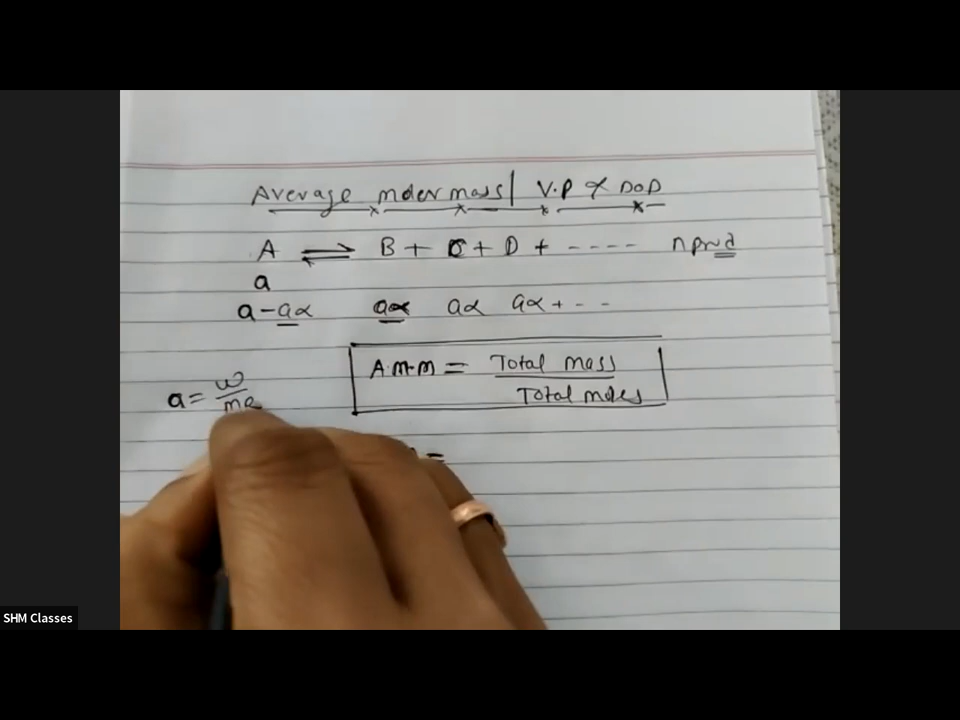 Average molar mass | V.P & DOD
A ⇌ B + C + D + ---- n prod
a
a - aα aα aα aα + - -
A.M.M = Total mass
Total moles
a = w
=
SHM Classes